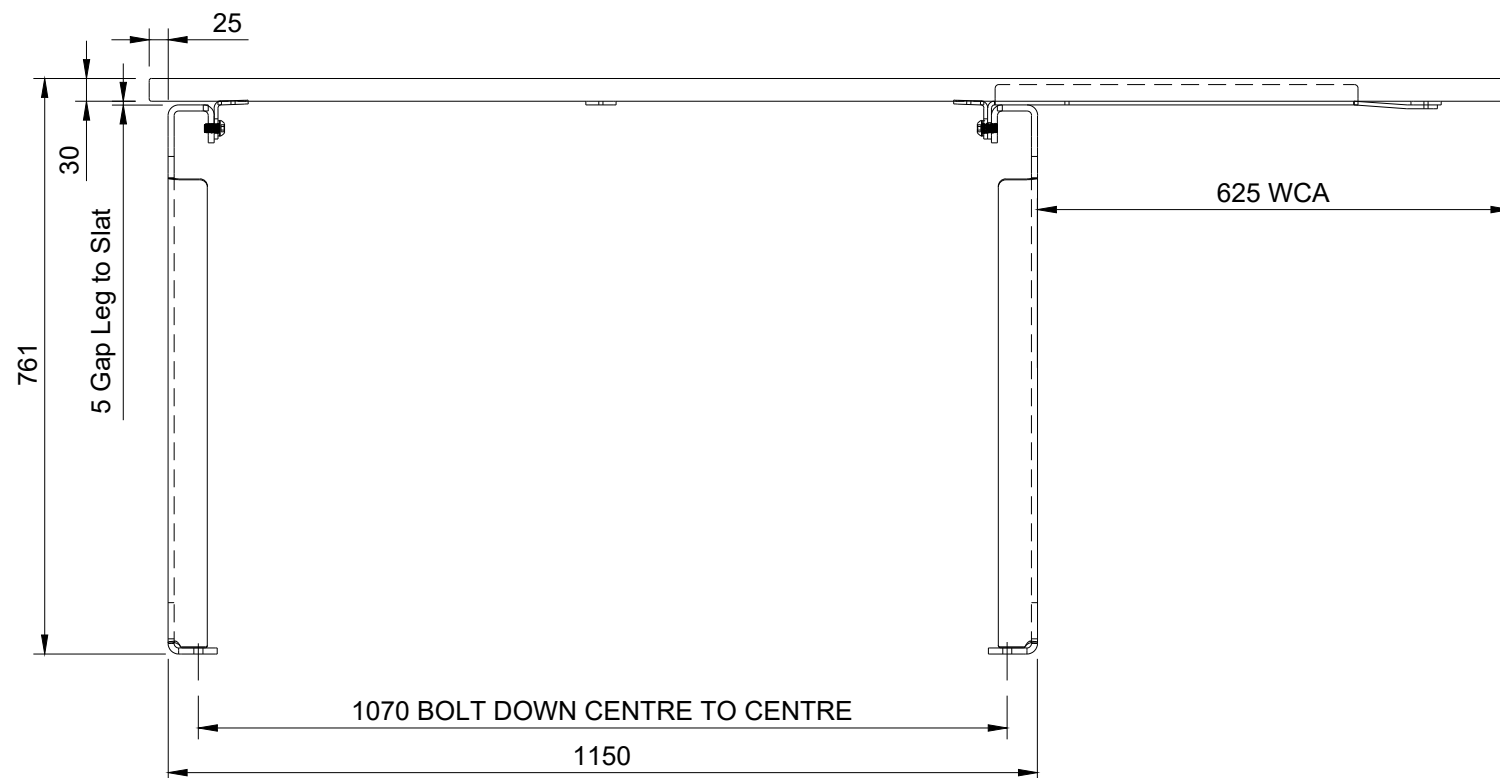 25
30
5 Gap Leg to Slat
761
625 WCA
1070 BOLT DOWN CENTRE TO CENTRE
1150